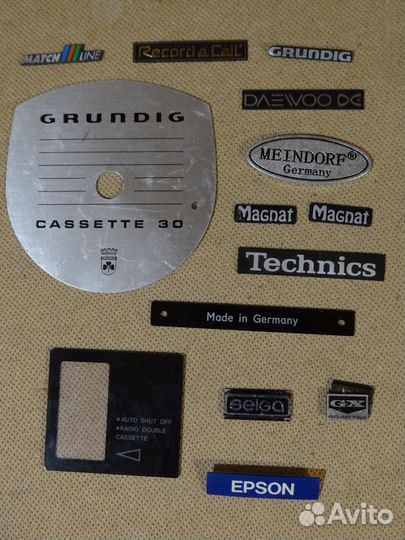 MATCH LINE
Record a Call
GRUNDIG
GRUNDIG
CASSETTE 30
DAEWOO
MEINDORF®
Germany
Magnat
Magnat
Technics
Made in Germany
• AUTO SHUT OFF
• RADIO DOUBLE
CASSETTE
selga
GX
EPSON
Avito